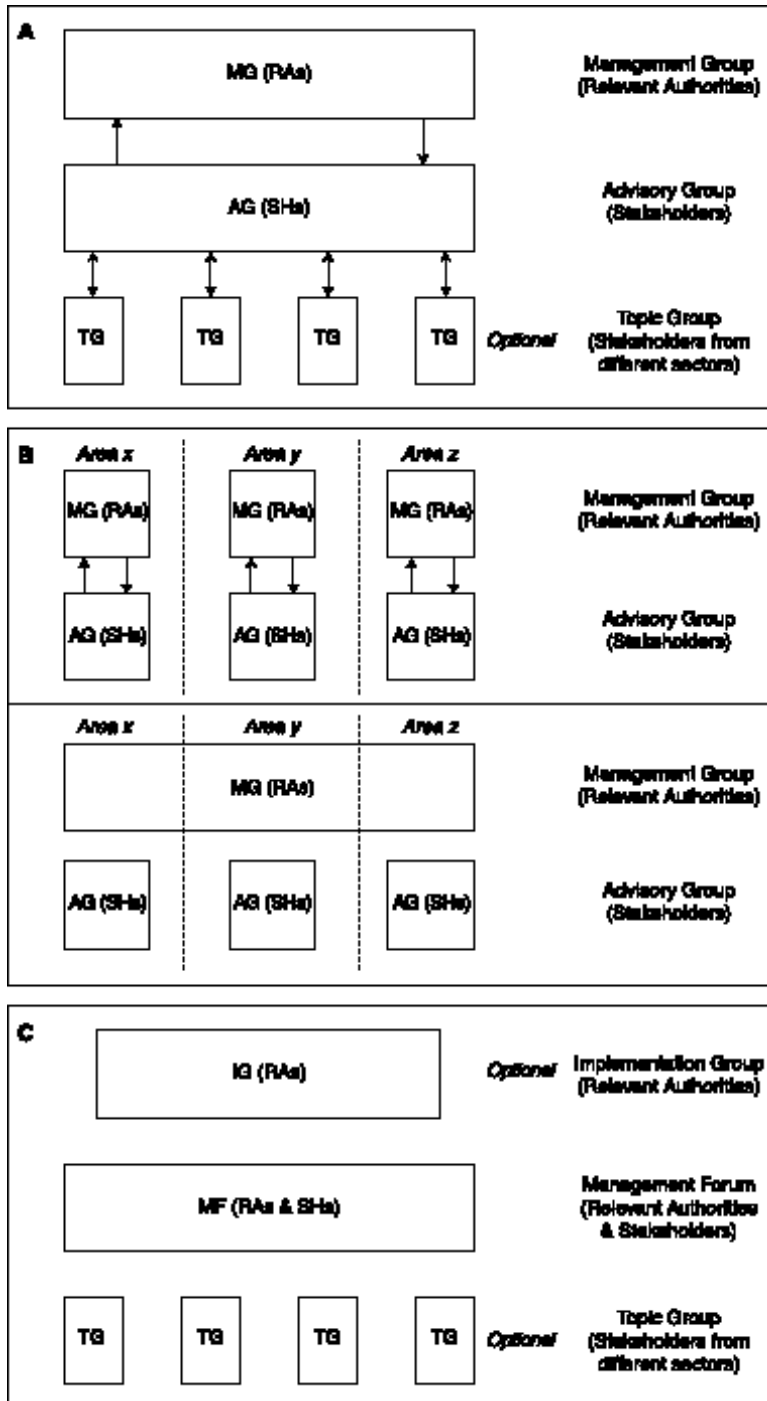 A
MG (RAs)
Management Group
(Relevant Authorities)
AG (SHs)
Advisory Group
(Stakeholders)
TG TG TG TG
Optional
Topic Group
(Stakeholders from
different sectors)
B
Area x Area y Area z
MG (RAs) MG (RAs) MG (RAs)
Management Group
(Relevant Authorities)
AG (SHs) AG (SHs) AG (SHs)
Advisory Group
(Stakeholders)
Area x Area y Area z
MG (RAs)
Management Group
(Relevant Authorities)
AG (SHs) AG (SHs) AG (SHs)
Advisory Group
(Stakeholders)
C
IG (RAs)
Optional
Implementation Group
(Relevant Authorities)
MF (RAs & SHs)
Management Forum
(Relevant Authorities
& Stakeholders)
TG TG TG TG
Optional
Topic Group
(Stakeholders from
different sectors)